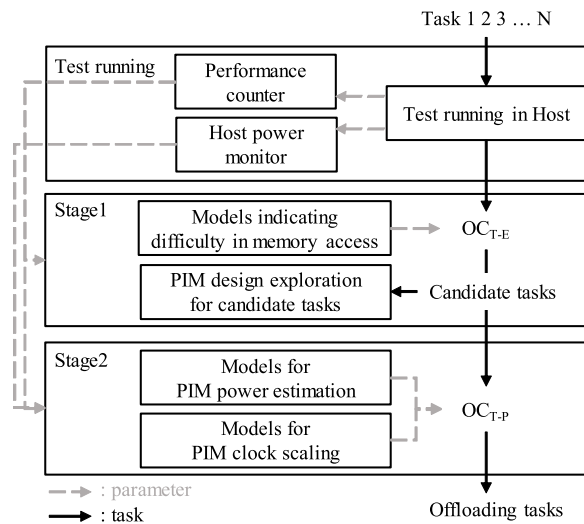 Task 1 2 3 … N
Test running
Performance
counter
Host power
monitor
Test running in Host
Stage1
Models indicating
difficulty in memory access
OCT-E
PIM design exploration
for candidate tasks
Candidate tasks
Stage2
Models for
PIM power estimation
Models for
PIM clock scaling
OCT-P
: parameter
: task
Offloading tasks